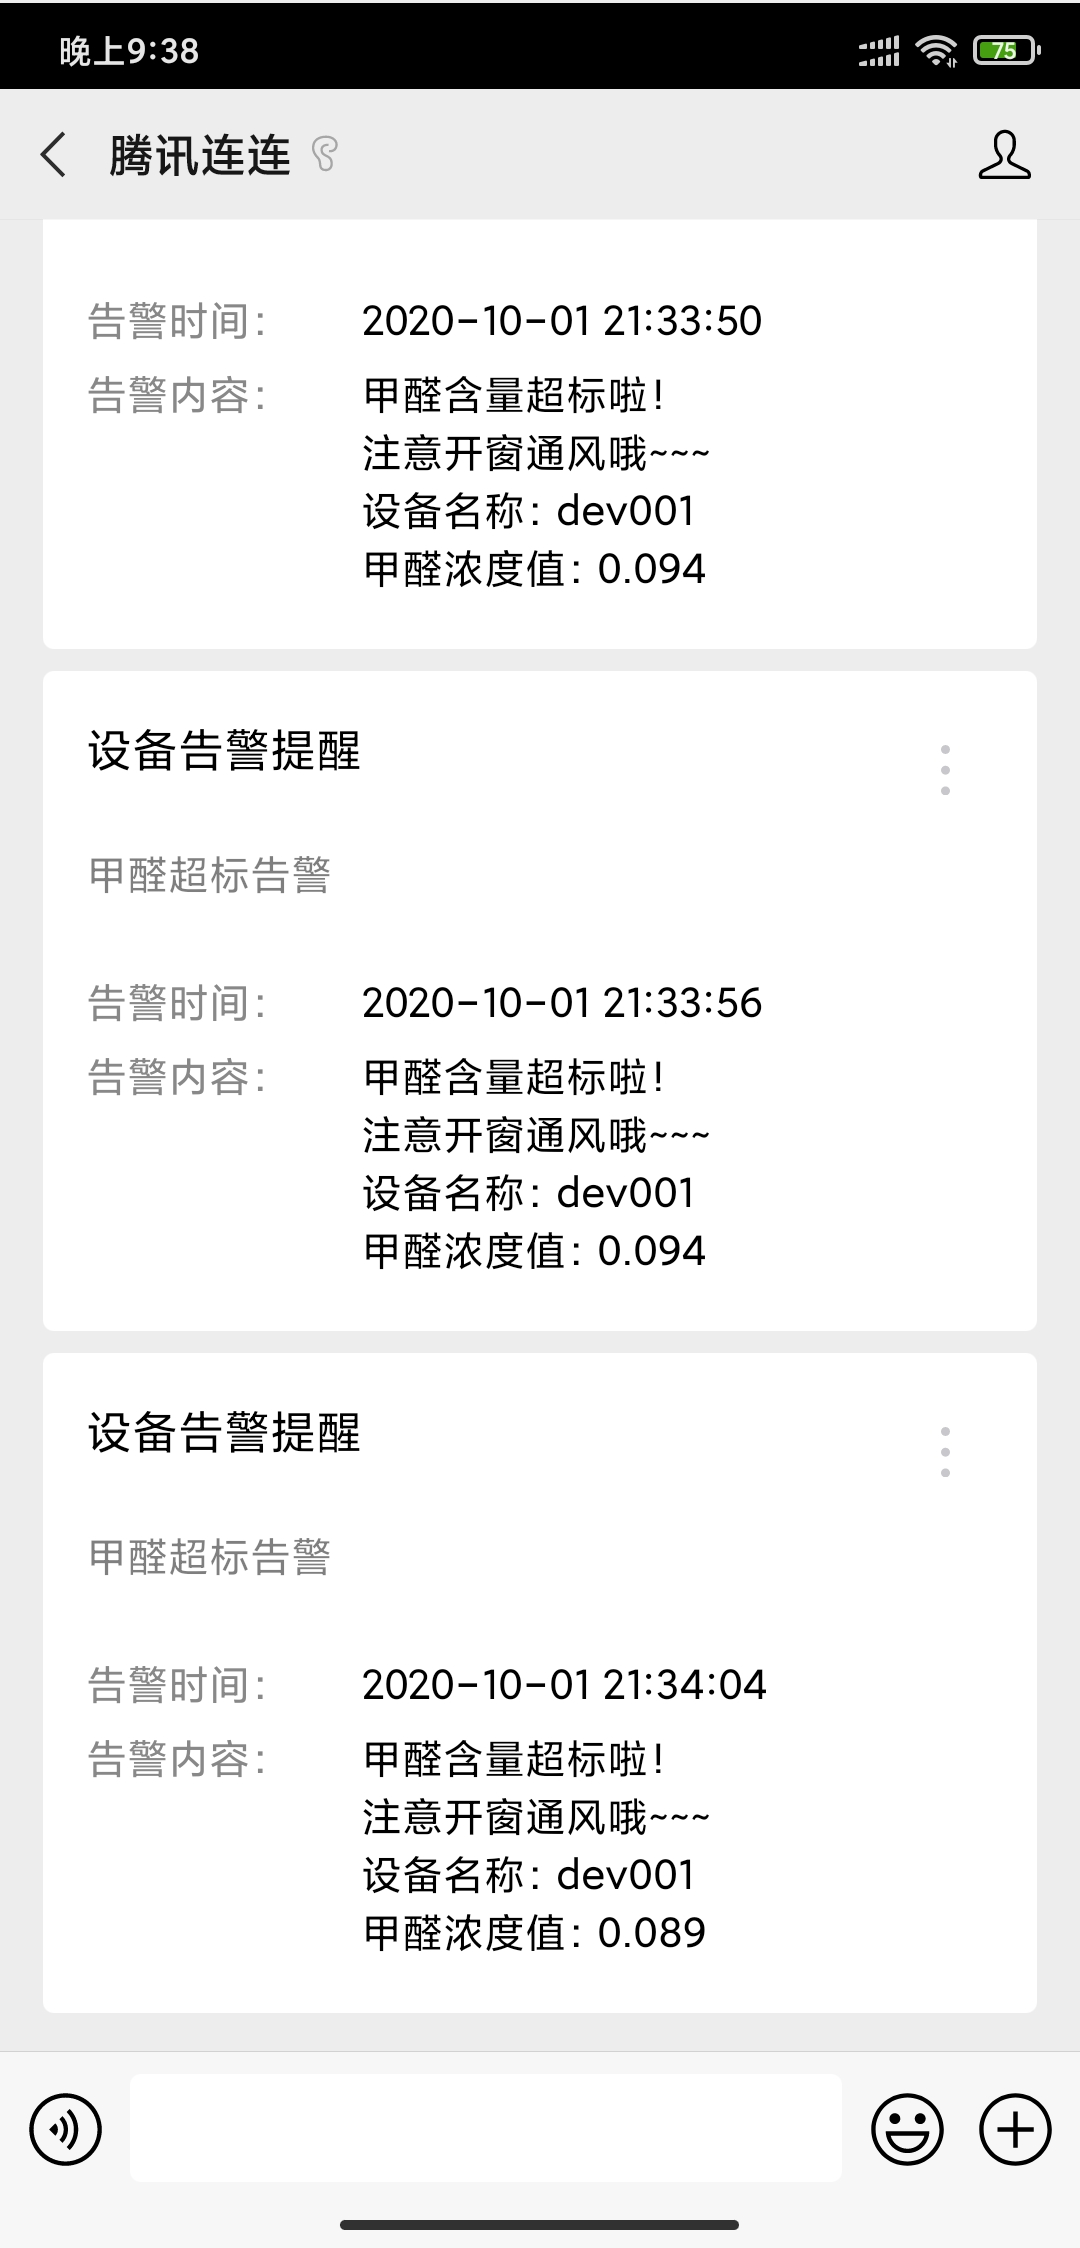 晚上9:38
75
腾讯连连
告警时间： 2020-10-01 21:33:50
告警内容： 甲醛含量超标啦！
注意开窗通风哦~~~
设备名称：dev001
甲醛浓度值：0.094
设备告警提醒
甲醛超标告警
告警时间： 2020-10-01 21:33:56
告警内容： 甲醛含量超标啦！
注意开窗通风哦~~~
设备名称：dev001
甲醛浓度值：0.094
设备告警提醒
甲醛超标告警
告警时间： 2020-10-01 21:34:04
告警内容： 甲醛含量超标啦！
注意开窗通风哦~~~
设备名称：dev001
甲醛浓度值：0.089